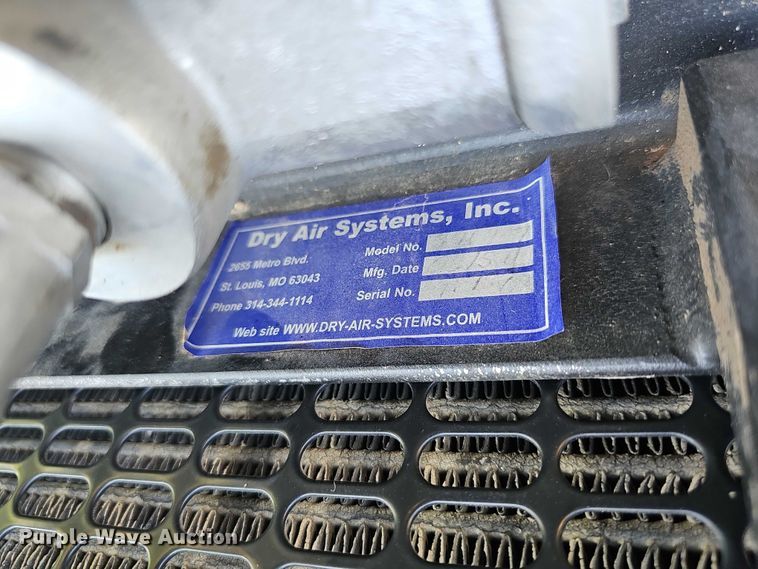 Dry Air Systems, Inc.
2655 Metro Blvd.
St. Louis, MO 63043
Phone 314-344-1114
Model No.
Mfg. Date
Serial No.
Web site WWW.DRY-AIR-SYSTEMS.COM
Purple Wave Auction